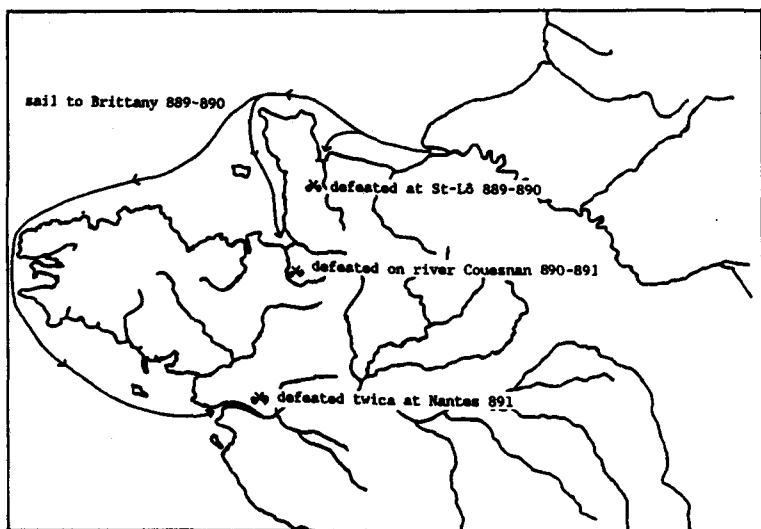 sail to Brittany 889-890
defeated at St-Lô 889-890
defeated on river Couesnan 890-891
defeated twica at Nantes 891